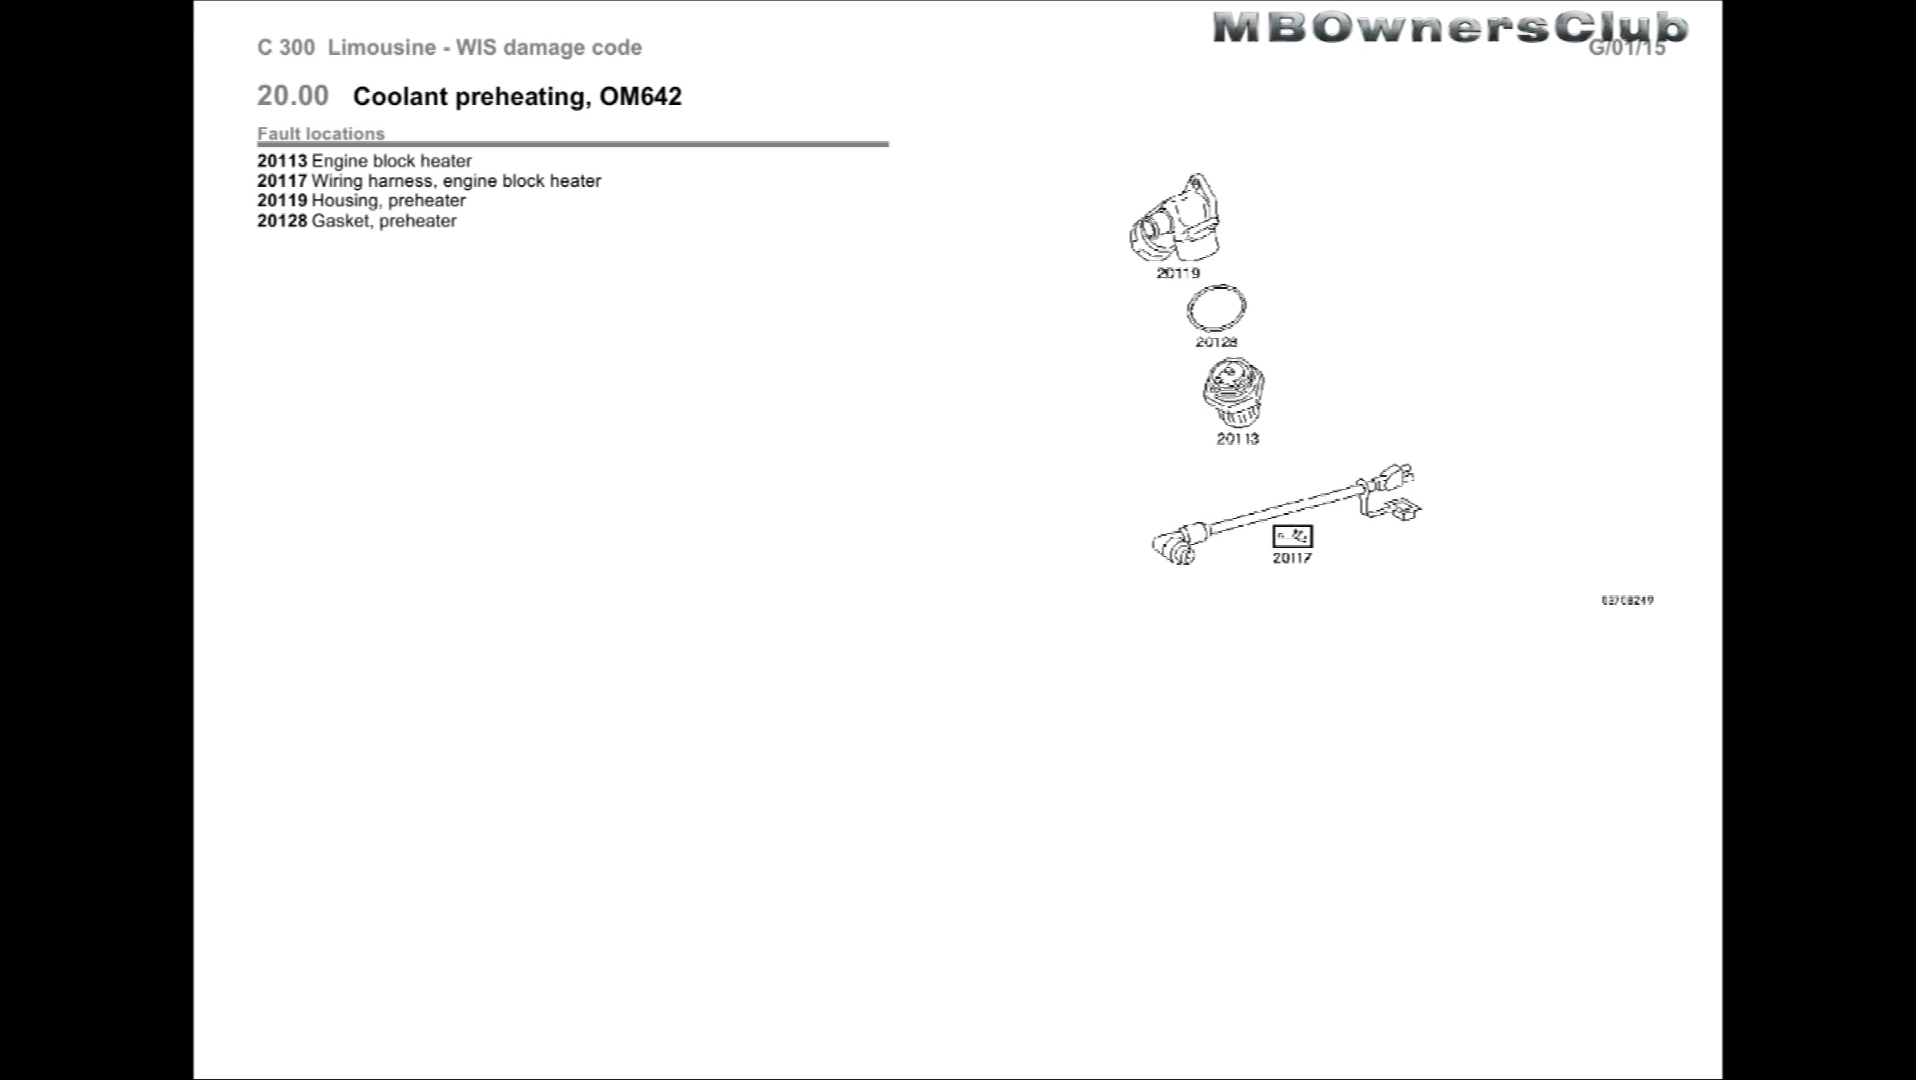 MBOwnersClub
C 300 Limousine - WIS damage code
G/01/15
20.00 Coolant preheating, OM642
Fault locations
20113 Engine block heater
20117 Wiring harness, engine block heater
20119 Housing, preheater
20128 Gasket, preheater
20119
20128
20113
20117